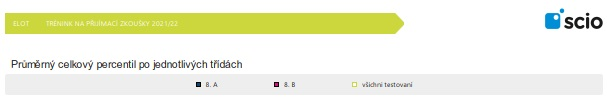 ELOT TRÉNINK NA PŘIJÍMACÍ ZKOUŠKY 2021/22
scio
Průměrný celkový percentil po jednotlivých třídách
8. A 8. B všichni testovaní